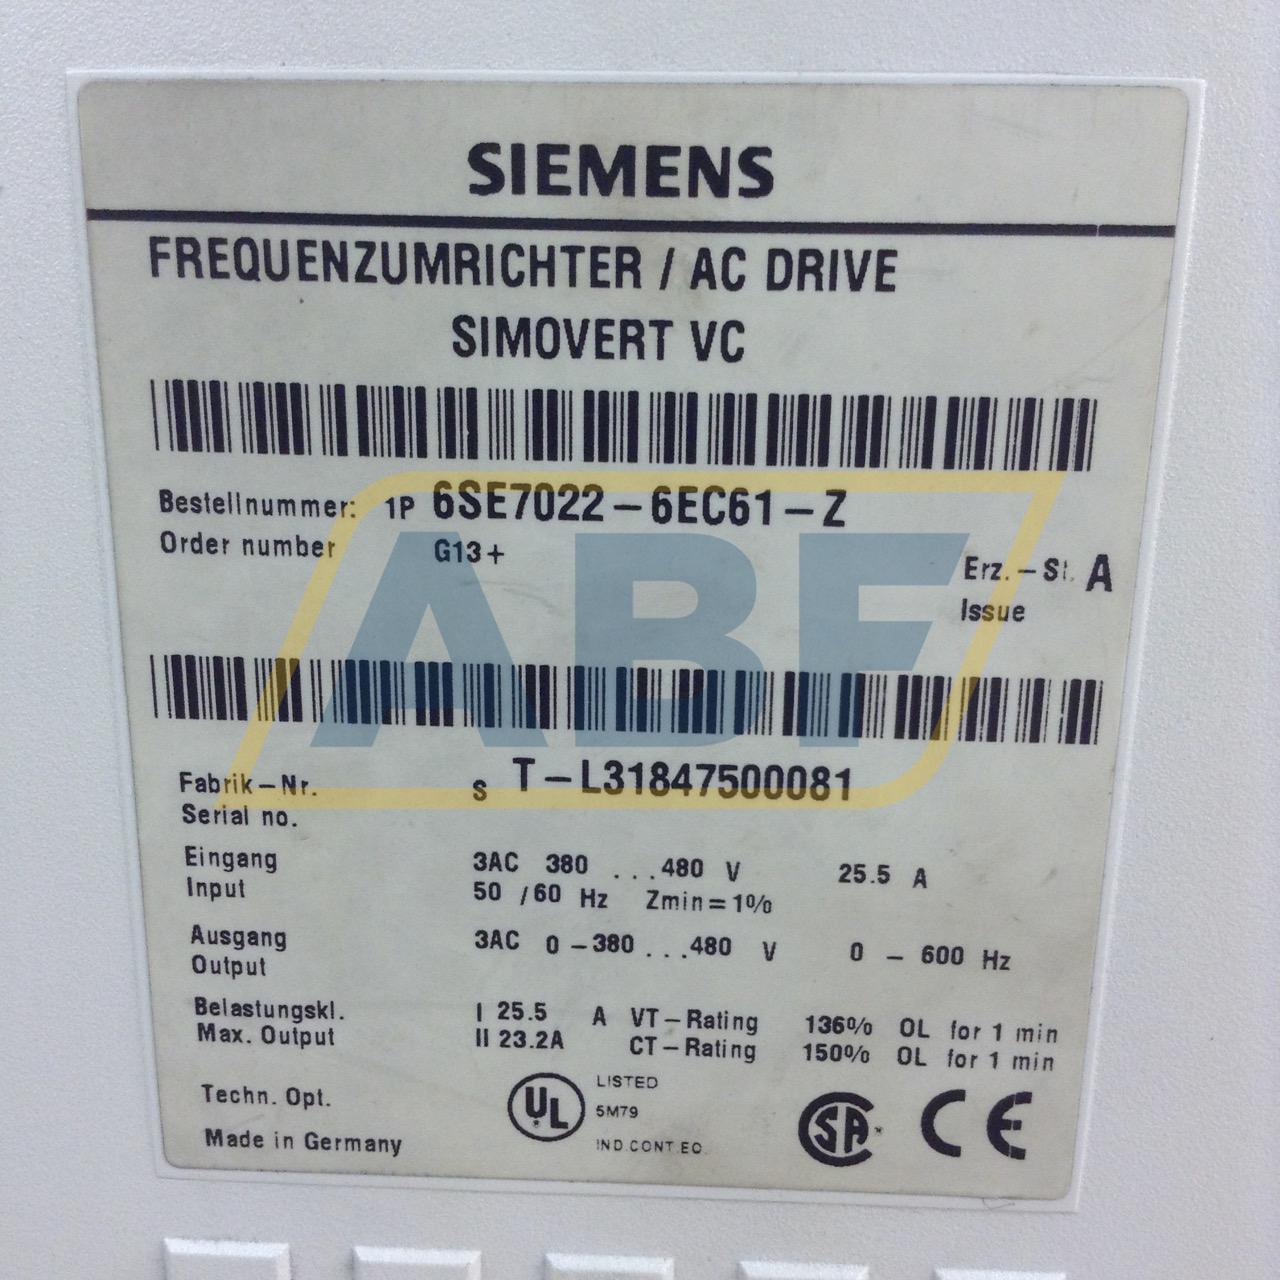 SIEMENS
FREQUENZUMRICHTER / AC DRIVE
SIMOVERT VC
Bestellnummer: 1P 6SE7022-6EC61-Z
Order number G13+
Erz.-St. A
Issue
ABF
Fabrik-Nr. S T-L31847500081
Serial no.
Eingang 3AC 380 ...480 V 25.5 A
Input 50 /60 Hz Zmin=1%
Ausgang 3AC 0-380 ...480 V 0 - 600 Hz
Output
Belastungskl. I 25.5 A VT-Rating 136% OL for 1 min
Max. Output II 23.2A CT-Rating 150% OL for 1 min
Techn. Opt.
Made in Germany
UL
LISTED
5M79
IND.CONT.EQ.
SA
CE